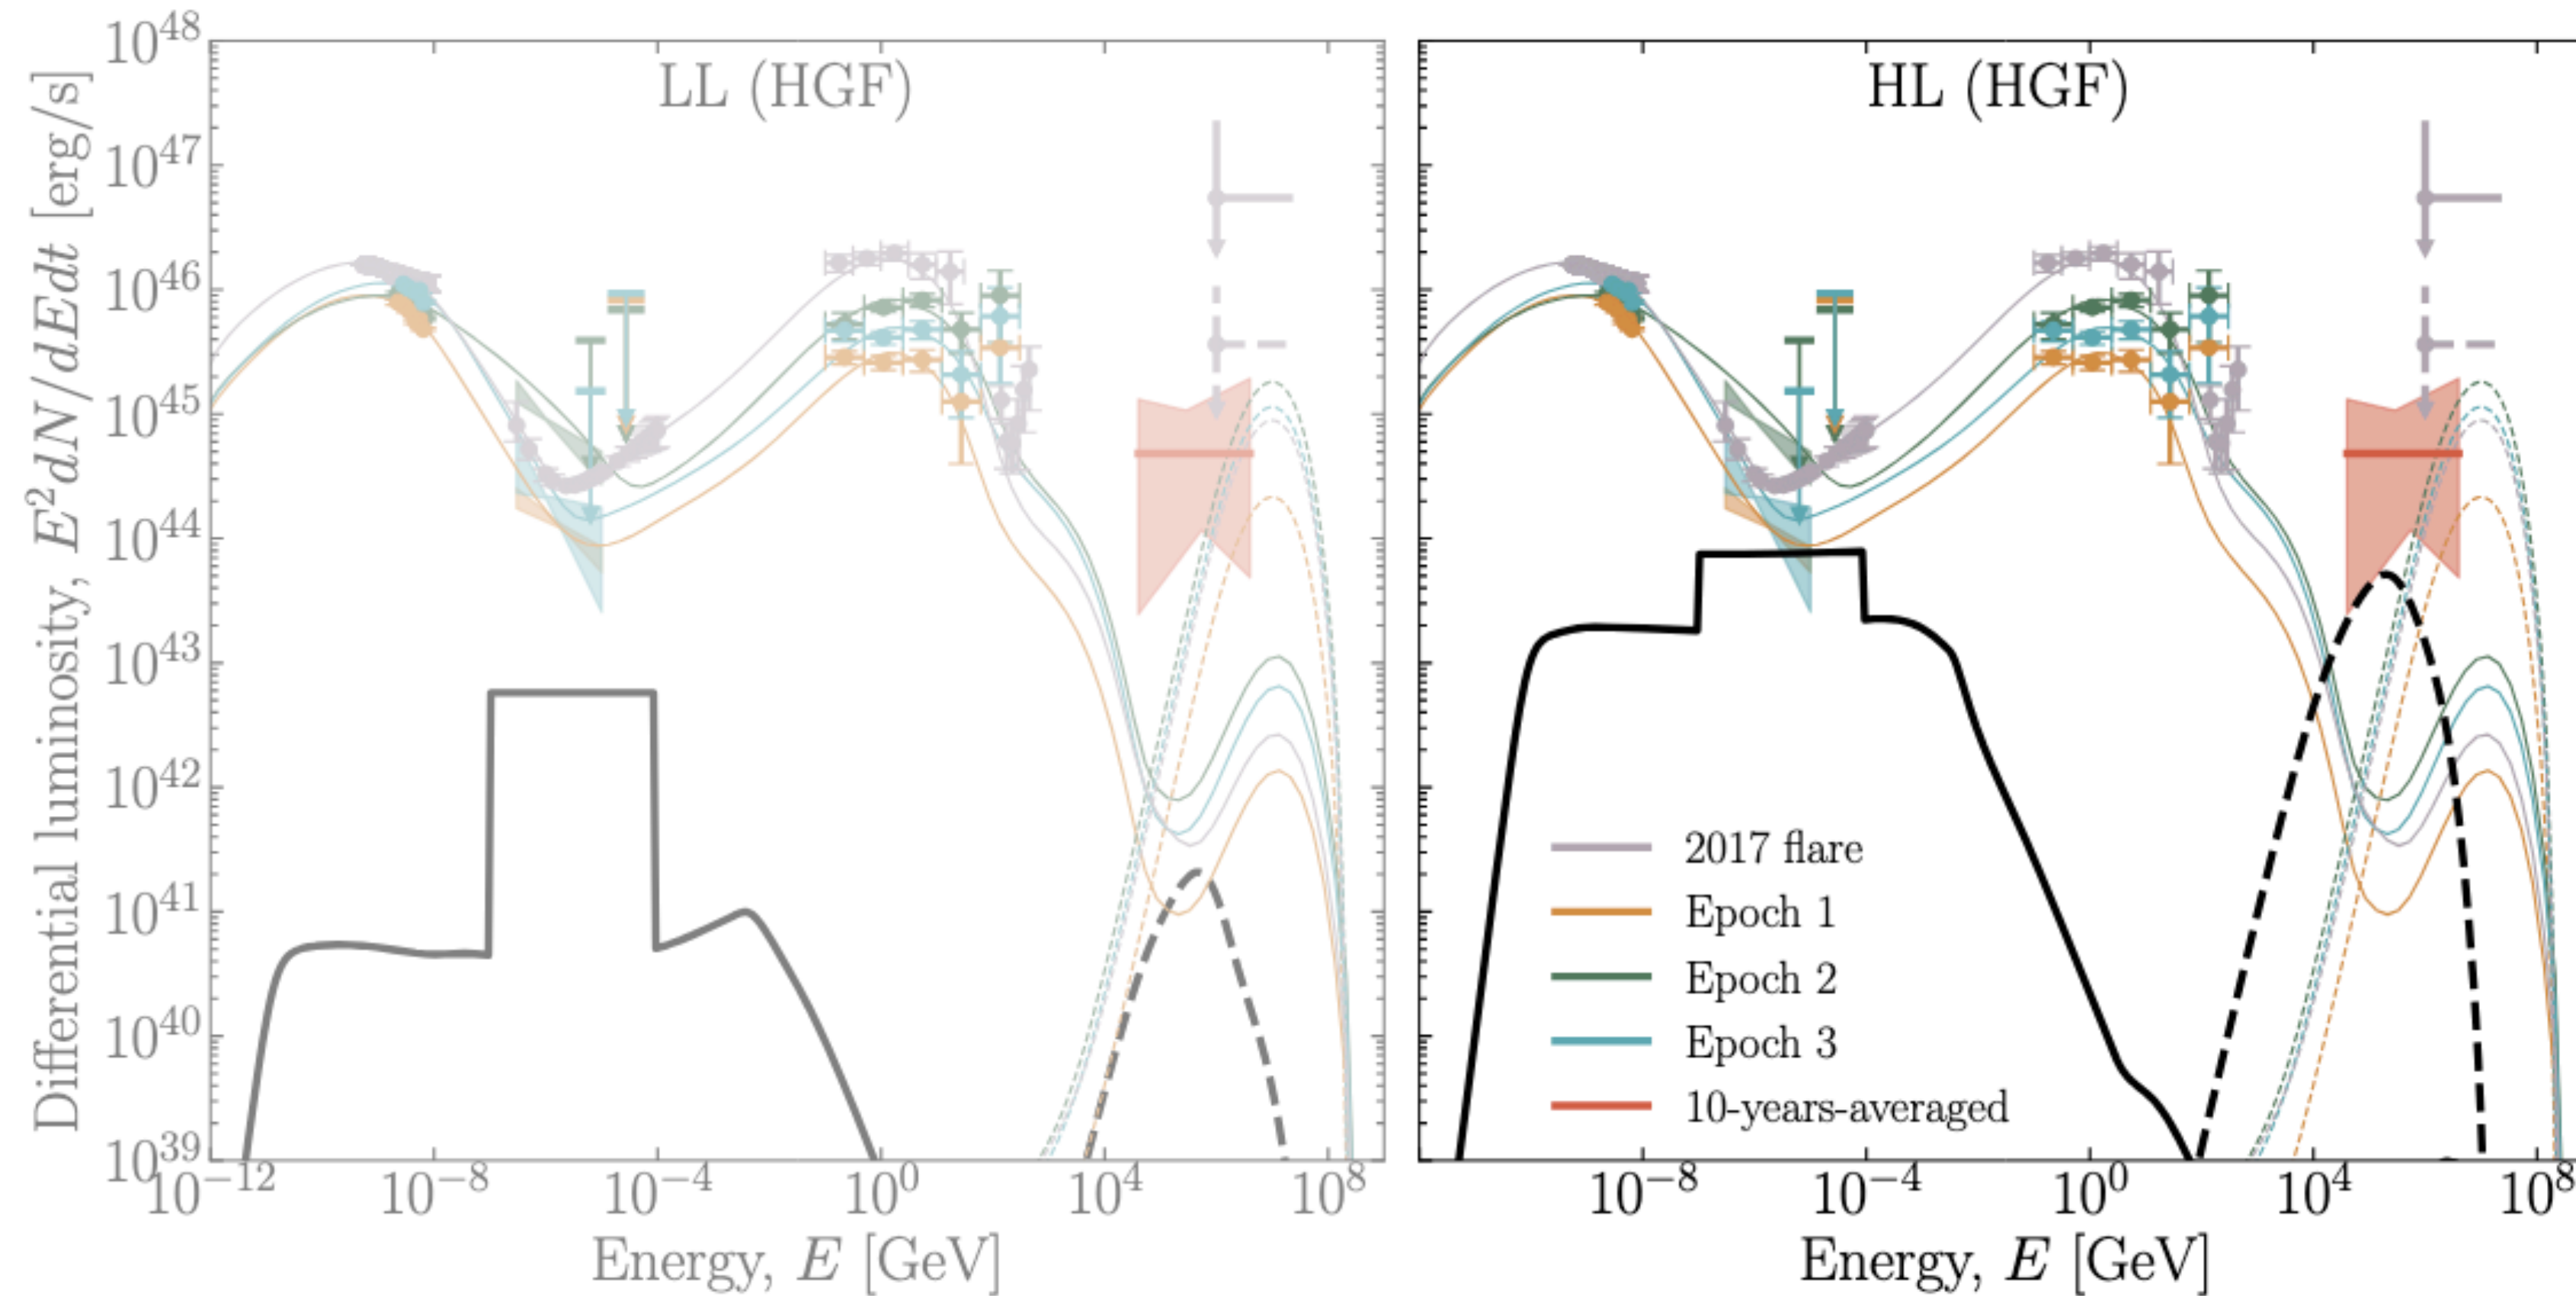 LL (HGF)
HL (HGF)
Differential luminosity, E²dN/dEdt [erg/s]
10⁴⁸
10⁴⁷
10⁴⁶
10⁴⁵
10⁴⁴
10⁴³
10⁴²
10⁴¹
10⁴⁰
10³⁹
2017 flare
Epoch 1
Epoch 2
Epoch 3
10-years-averaged
10⁻¹² 10⁻⁸ 10⁻⁴ 10⁰ 10⁴ 10⁸
10⁻⁸ 10⁻⁴ 10⁰ 10⁴ 10⁸
Energy, E [GeV]
Energy, E [GeV]